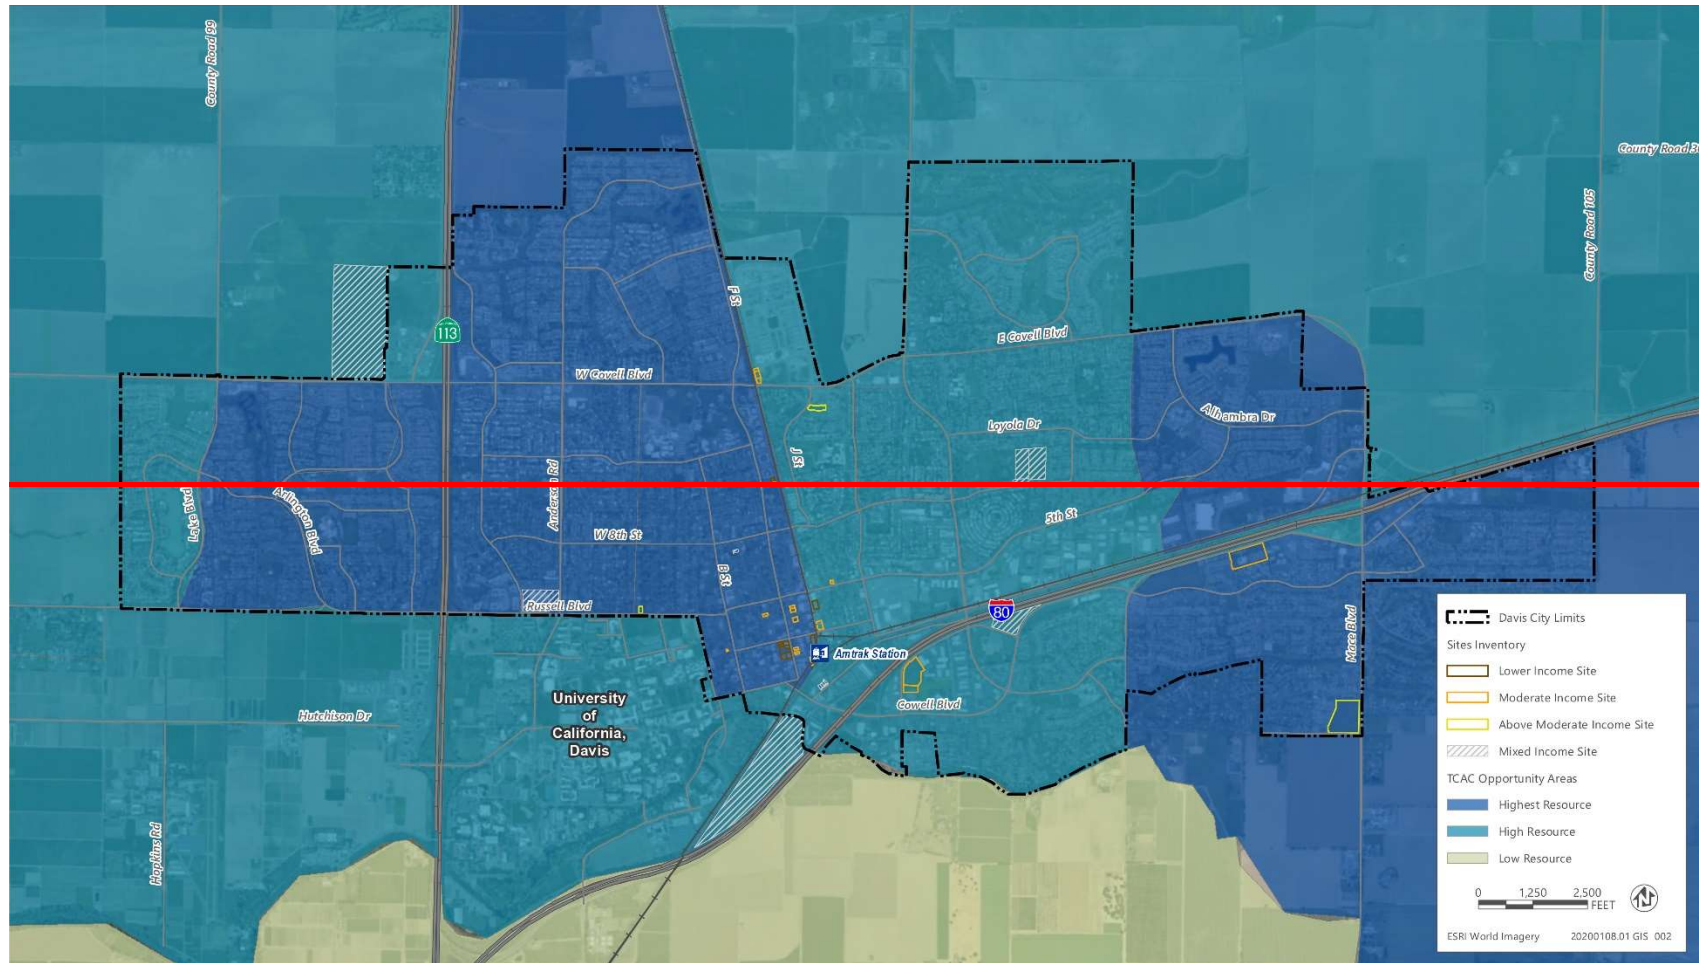 County Road 99
County Road 30
County Road 105
F St
113
E Covell Blvd
W Covell Blvd
Alhambra Dr
Loyola Dr
J St
Anderson Rd
Lake Blvd
Arlington Blvd
5th St
W 8th St
B St
Russell Blvd
80
Mace Blvd
Amtrak Station
University
of
California,
Davis
Hutchison Dr
Cowell Blvd
Hopkins Rd
Davis City Limits
Sites Inventory
Lower Income Site
Moderate Income Site
Above Moderate Income Site
Mixed Income Site
TCAC Opportunity Areas
Highest Resource
High Resource
Low Resource
0 1,250 2,500
FEET
N
ESRI World Imagery 20200108.01 GIS 002